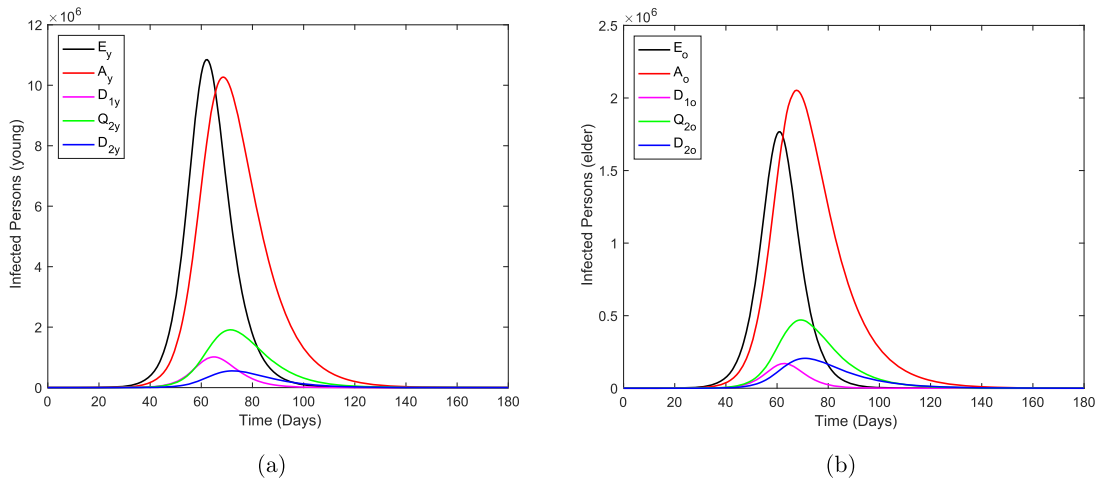 ×10^6
12
10
8
6
4
2
0
0 20 40 60 80 100 120 140 160 180
Time (Days)
Infected Persons (young)
E_y
A_y
D_1y
Q_2y
D_2y
(a)
×10^6
2.5
2
1.5
1
0.5
0
0 20 40 60 80 100 120 140 160 180
Time (Days)
Infected Persons (elder)
E_o
A_o
D_1o
Q_2o
D_2o
(b)